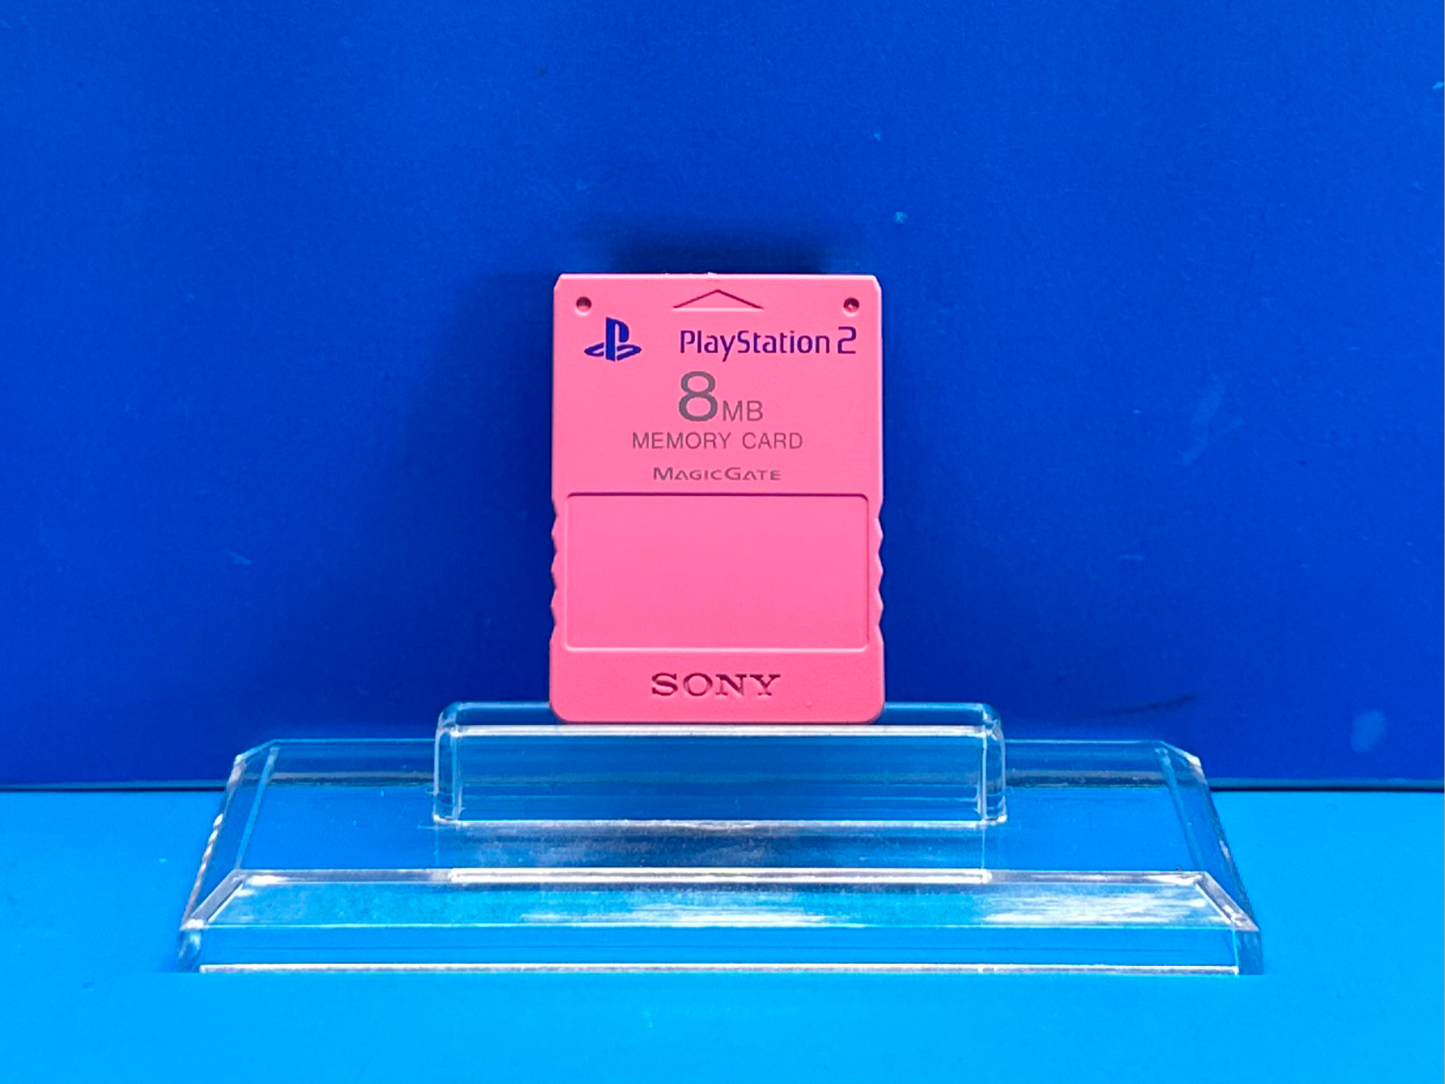 PlayStation 2
8MB
MEMORY CARD
MAGICGATE
SONY